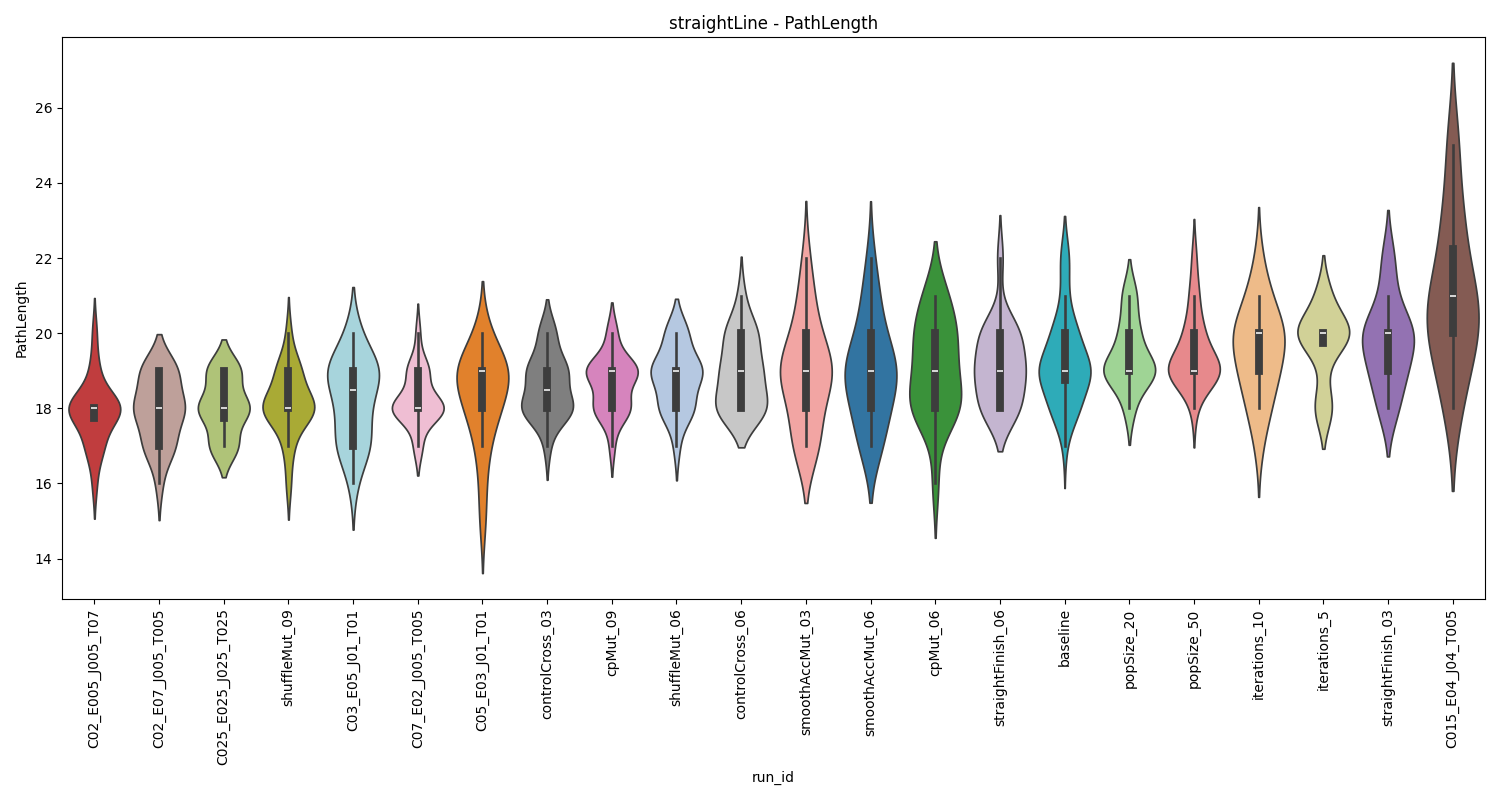 straightLine - PathLength
PathLength
26
24
22
20
18
16
14
C02_E005_J005_T07
C02_E07_J005_T005
C025_E025_J025_T025
shuffleMut_09
C03_E05_J01_T01
C07_E02_J005_T005
C05_E03_J01_T01
controlCross_03
cpMut_09
shuffleMut_06
controlCross_06
smoothAccMut_03
smoothAccMut_06
cpMut_06
straightFinish_06
baseline
popSize_20
popSize_50
iterations_10
iterations_5
straightFinish_03
C015_E04_J04_T005
run_id